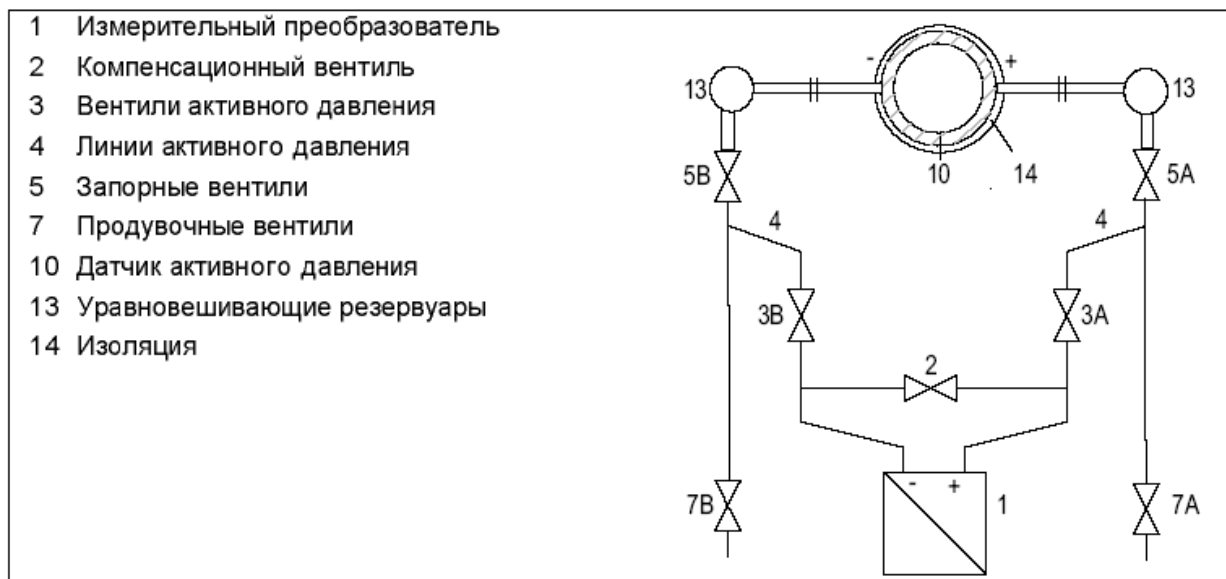 1 Измерительный преобразователь
2 Компенсационный вентиль
3 Вентили активного давления
4 Линии активного давления
5 Запорные вентили
7 Продувочные вентили
10 Датчик активного давления
13 Уравновешивающие резервуары
14 Изоляция
- +
13 13
5B 10 14 5A
4 4
3B 3A
2
- +
7B 1 7A